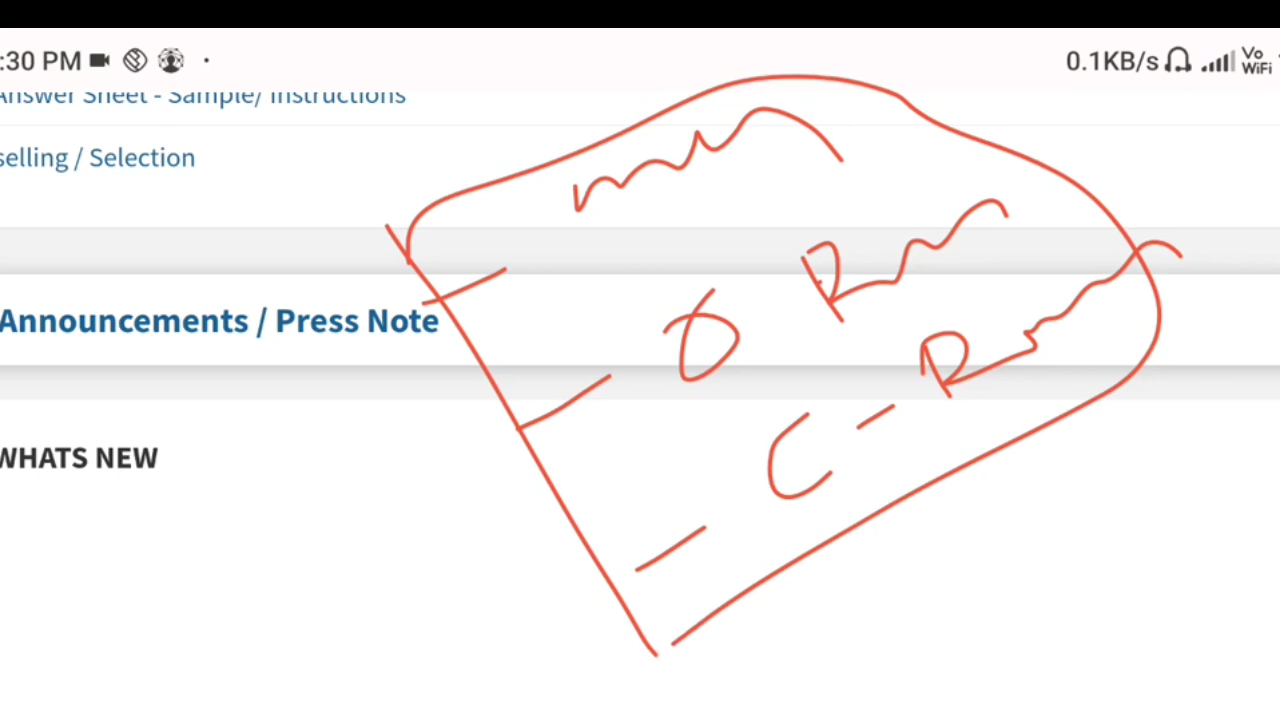 :30 PM 0.1KB/s Vo WiFi
Answer Sheet - Sample/ Instructions
selling / Selection
Announcements / Press Note
O R
C - R
WHATS NEW